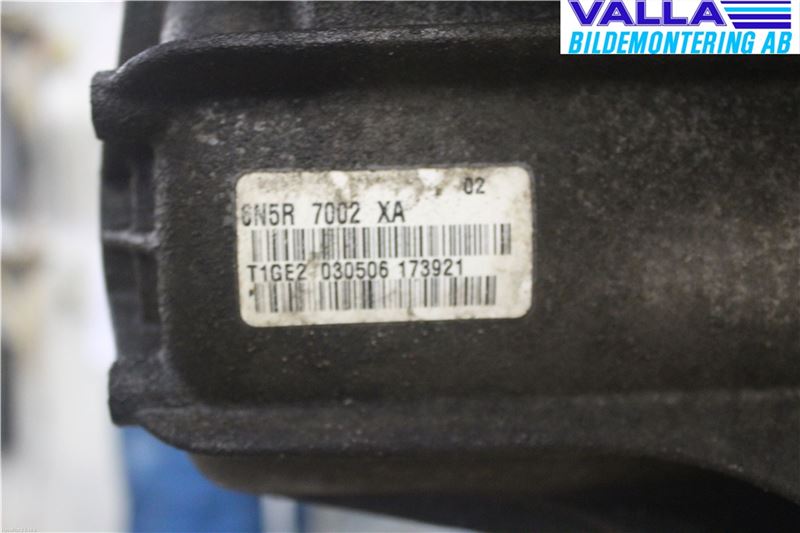 VALLA
BILDEMONTERING AB
02
6N5R 7002 XA
T1GE2 030506 173921